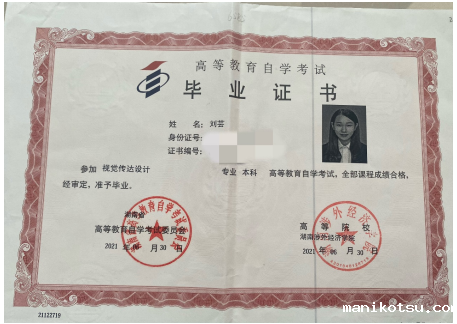 高等教育自学考试
毕业证书
姓名: 刘芸
身份证号:
证书编号:
参加 视觉传达设计 专业 本科 高等教育自学考试,全部课程成绩合格,
经审定,准予毕业。
湖南省
高等教育自学考试委员会
2021 年 06 月 30 日
高等院校
湖南涉外经济学院
2021 年 06 月 30 日
21122719
www.manikotsu.com